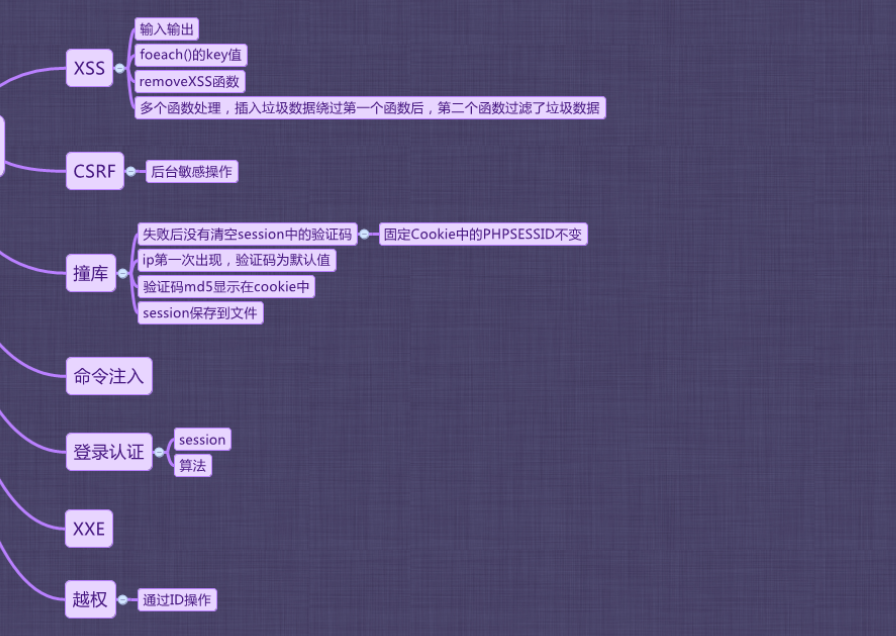 XSS
输入输出
foeach()的key值
removeXSS函数
多个函数处理，插入垃圾数据绕过第一个函数后，第二个函数过滤了垃圾数据
CSRF
后台敏感操作
撞库
失败后没有清空session中的验证码
固定Cookie中的PHPSESSID不变
ip第一次出现，验证码为默认值
验证码md5显示在cookie中
session保存到文件
命令注入
登录认证
session
算法
XXE
越权
通过ID操作